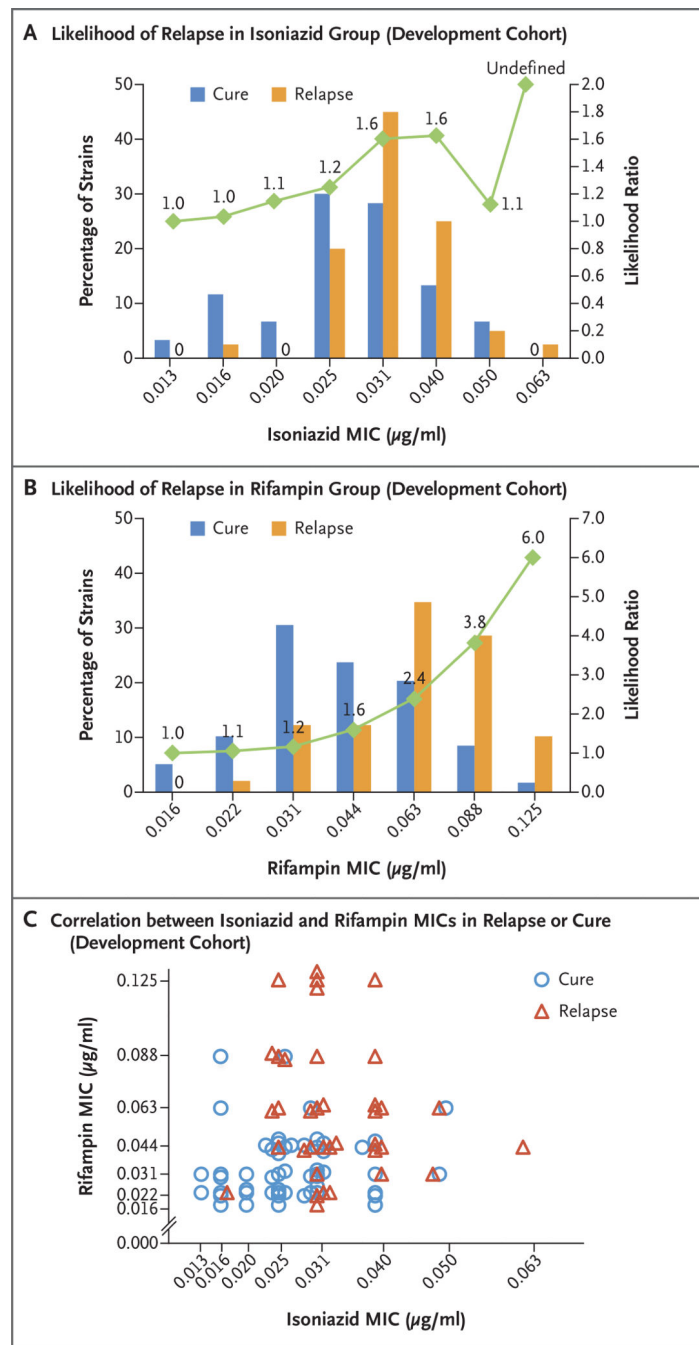 A Likelihood of Relapse in Isoniazid Group (Development Cohort)
Undefined
50 Cure Relapse 2.0
1.8
40 1.6 1.6 1.6
1.4
30 1.0 1.0 1.1 1.2 1.2
1.1 1.0
20 0.8
0.6
10 0.4
0.2
0 0 0 0 0.0
Percentage of Strains
Likelihood Ratio
0.013 0.016 0.020 0.025 0.031 0.040 0.050 0.063
Isoniazid MIC (µg/ml)
B Likelihood of Relapse in Rifampin Group (Development Cohort)
50 Cure Relapse 7.0
6.0
40 6.0
5.0
30 3.8 4.0
3.0
20 2.4
1.6 2.0
10 1.0 1.1 1.2 1.0
0 0 0.0
Percentage of Strains
Likelihood Ratio
0.016 0.022 0.031 0.044 0.063 0.088 0.125
Rifampin MIC (µg/ml)
C Correlation between Isoniazid and Rifampin MICs in Relapse or Cure
(Development Cohort)
0.125 Cure
Relapse
0.088
0.063
0.044
0.031
0.022
0.016
0.000
Rifampin MIC (µg/ml)
0.013 0.016 0.020 0.025 0.031 0.040 0.050 0.063
Isoniazid MIC (µg/ml)